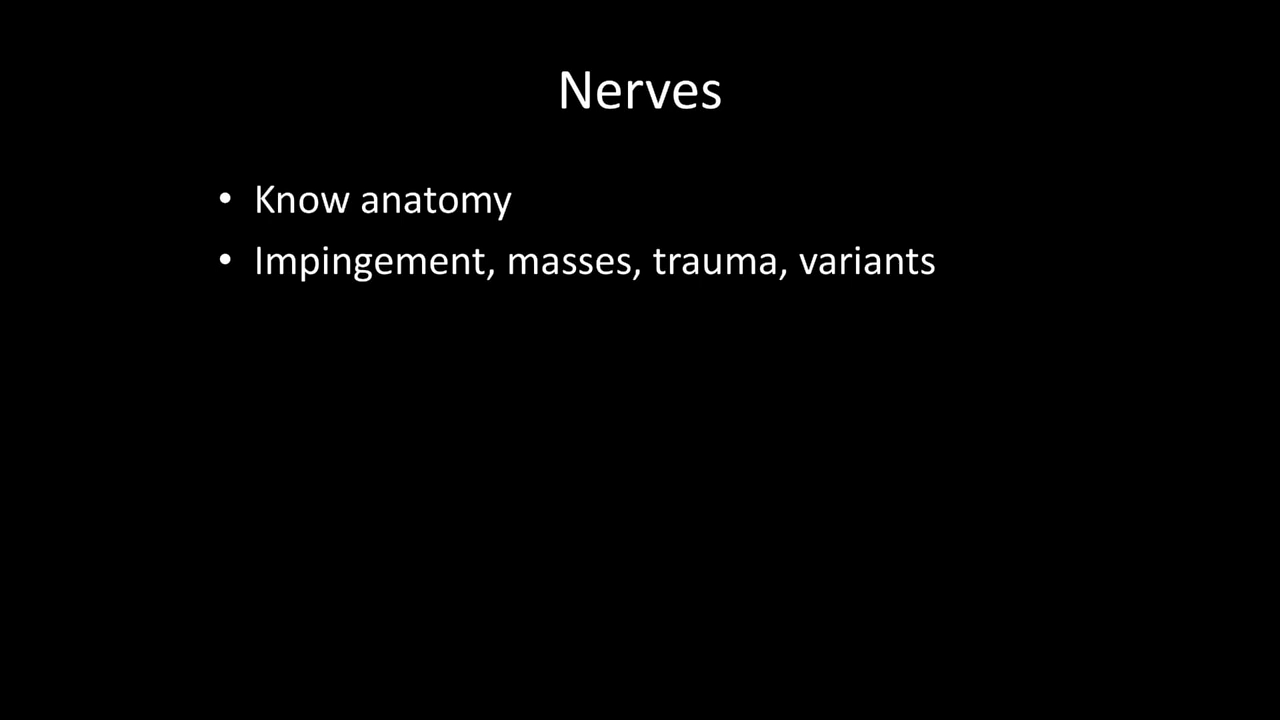 Nerves
• Know anatomy
• Impingement, masses, trauma, variants